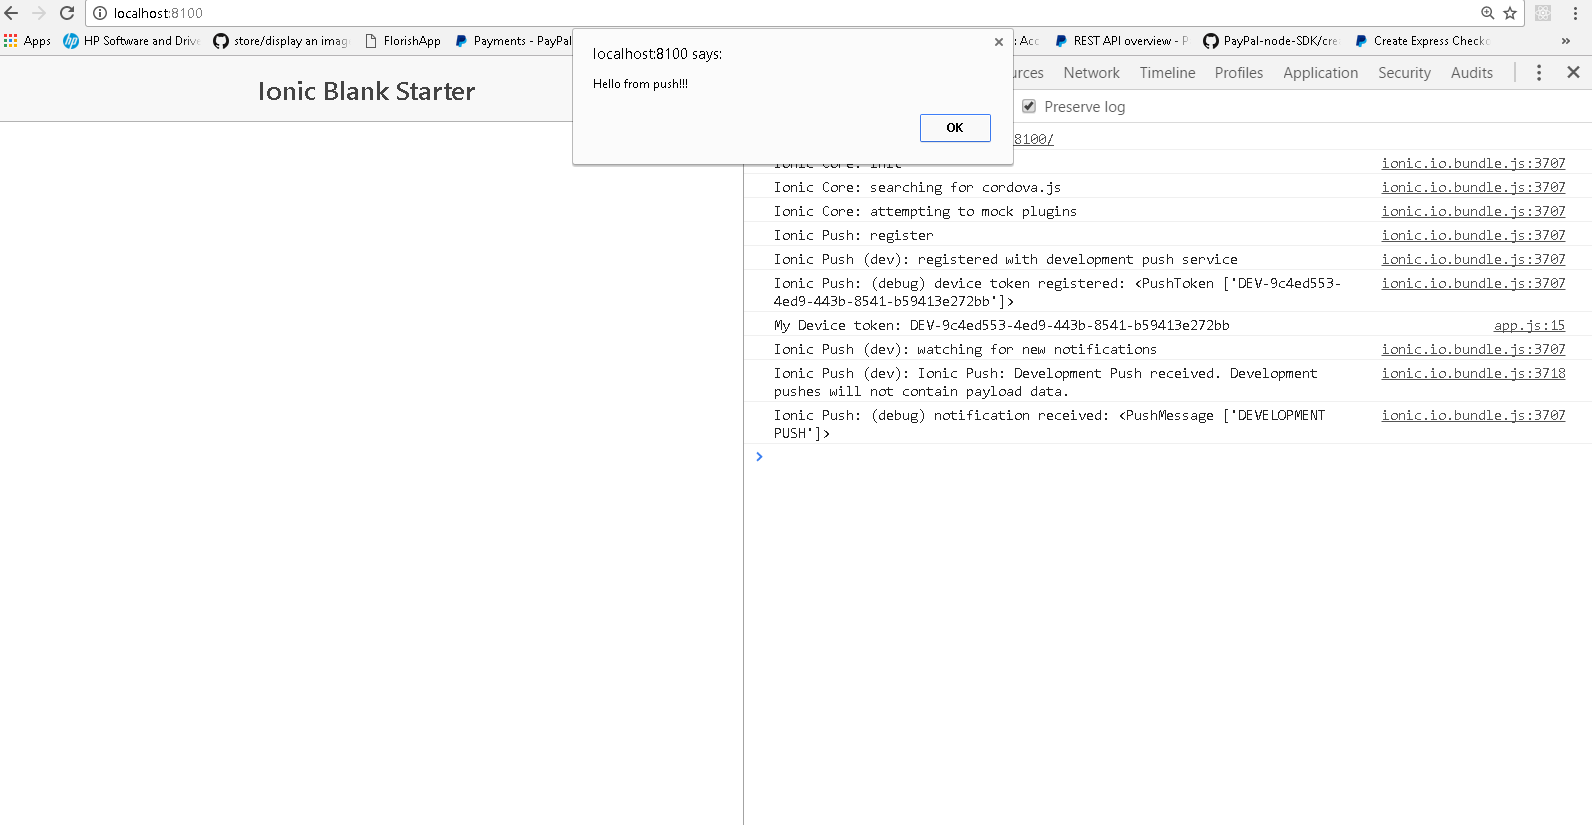 localhost:8100
Apps HP Software and Drive store/display an imag FlorishApp Payments - PayPal : Acc REST API overview - P PayPal-node-SDK/cre Create Express Checko »
localhost:8100 says:
Hello from push!!!
OK
Ionic Blank Starter
urces Network Timeline Profiles Application Security Audits
Preserve log
8100/
Ionic Core: init ionic.io.bundle.js:3707
Ionic Core: searching for cordova.js ionic.io.bundle.js:3707
Ionic Core: attempting to mock plugins ionic.io.bundle.js:3707
Ionic Push: register ionic.io.bundle.js:3707
Ionic Push (dev): registered with development push service ionic.io.bundle.js:3707
Ionic Push: (debug) device token registered: <PushToken ['DEV-9c4ed553- ionic.io.bundle.js:3707
4ed9-443b-8541-b59413e272bb']>
My Device token: DEV-9c4ed553-4ed9-443b-8541-b59413e272bb app.js:15
Ionic Push (dev): watching for new notifications ionic.io.bundle.js:3707
Ionic Push (dev): Ionic Push: Development Push received. Development ionic.io.bundle.js:3718
pushes will not contain payload data.
Ionic Push: (debug) notification received: <PushMessage ['DEVELOPMENT ionic.io.bundle.js:3707
PUSH']>